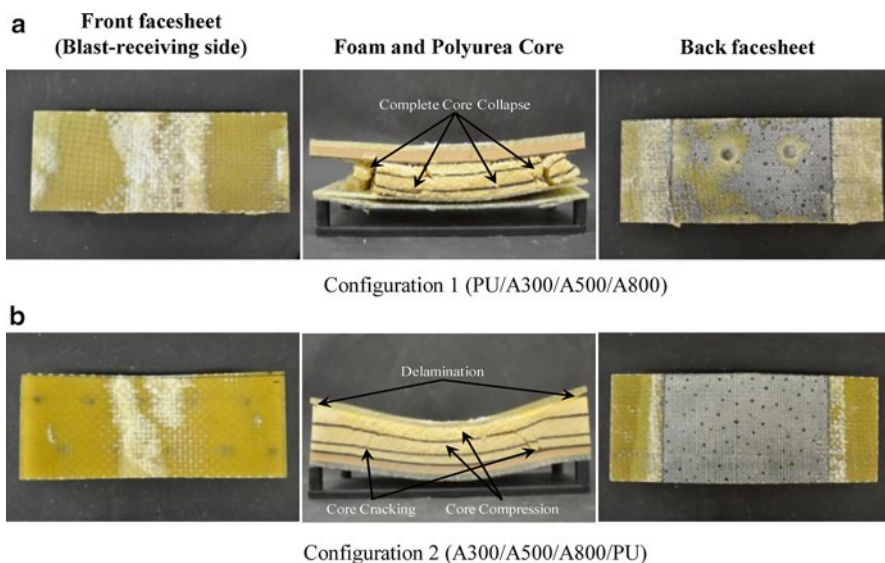 a
Front facesheet
(Blast-receiving side)
Foam and Polyurea Core
Back facesheet
Complete Core Collapse
Configuration 1 (PU/A300/A500/A800)
b
Delamination
Core Cracking
Core Compression
Configuration 2 (A300/A500/A800/PU)